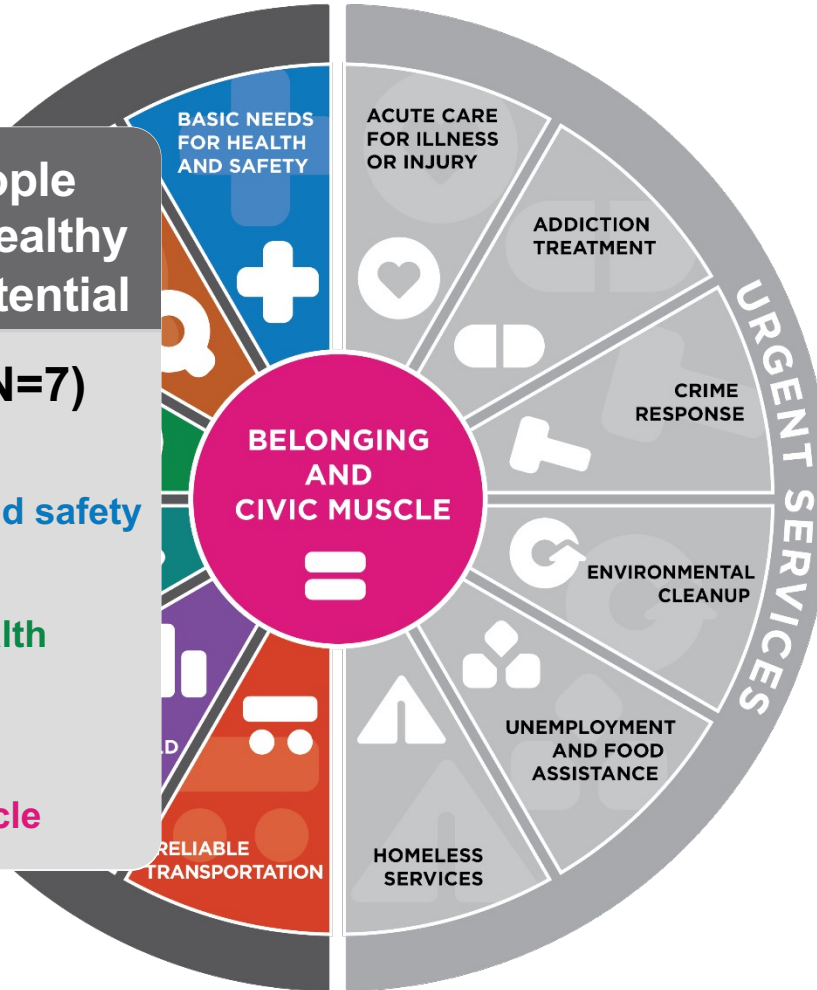 ople
ealthy
tential
N=7)
d safety
lth
cle
BASIC NEEDS
FOR HEALTH
AND SAFETY
LD
RELIABLE
TRANSPORTATION
BELONGING
AND
CIVIC MUSCLE
ACUTE CARE
FOR ILLNESS
OR INJURY
ADDICTION
TREATMENT
CRIME
RESPONSE
ENVIRONMENTAL
CLEANUP
UNEMPLOYMENT
AND FOOD
ASSISTANCE
HOMELESS
SERVICES
URGENT SERVICES